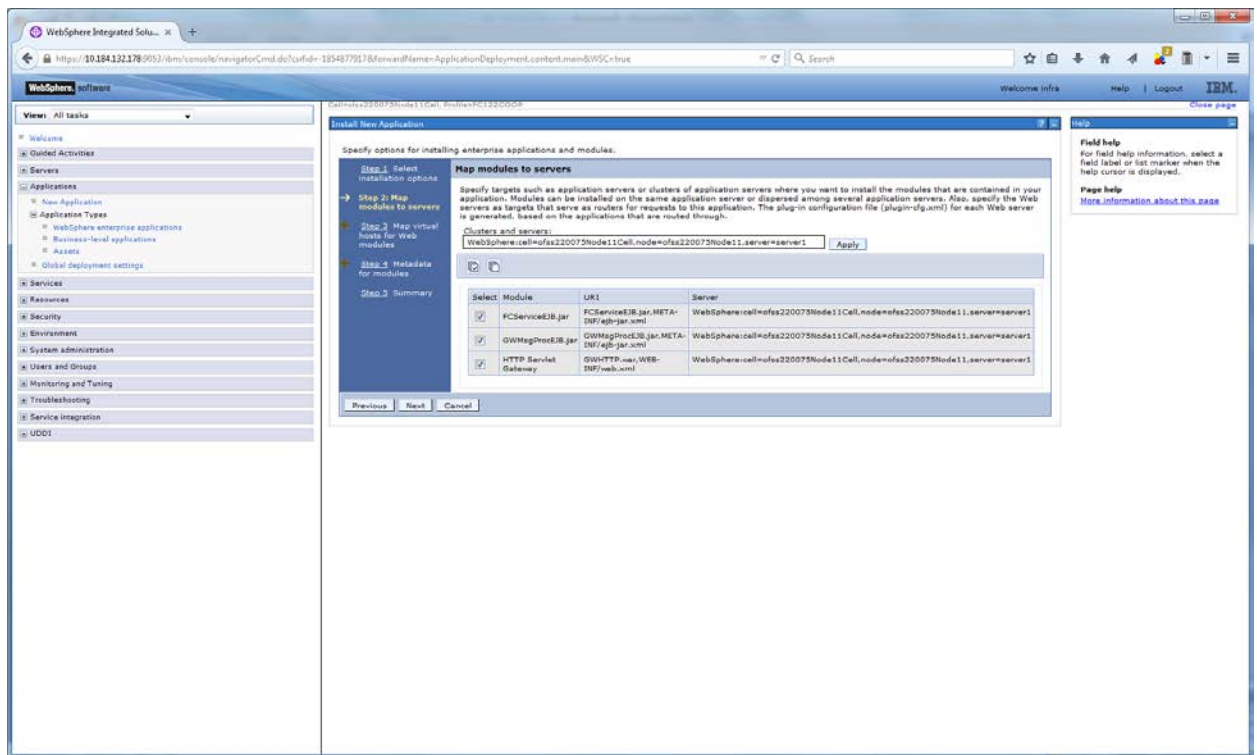 WebSphere Integrated Solu... × +
https://10.184.132.178:9053/ibm/console/navigatorCmd.do?csrfid=-1854877917&forwardName=ApplicationDeployment.content.main&WSC=true
Search
WebSphere. software
Welcome infra Help | Logout IBM.
View: All tasks
Welcome
Guided Activities
Servers
Applications
New Application
Application Types
WebSphere enterprise applications
Business-level applications
Assets
Global deployment settings
Services
Resources
Security
Environment
System administration
Users and Groups
Monitoring and Tuning
Troubleshooting
Service integration
UDDI
Cell=ofss220075Node11Cell, Profile=FC122COOP
Close page
Install New Application
Specify options for installing enterprise applications and modules.
Step 1 Select
installation options
Step 2: Map
modules to servers
Step 3 Map virtual
hosts for Web
modules
Step 4 Metadata
for modules
Step 5 Summary
Map modules to servers
Specify targets such as application servers or clusters of application servers where you want to install the modules that are contained in your
application. Modules can be installed on the same application server or dispersed among several application servers. Also, specify the Web
servers as targets that serve as routers for requests to this application. The plug-in configuration file (plugin-cfg.xml) for each Web server
is generated, based on the applications that are routed through.
Clusters and servers:
WebSphere:cell=ofss220075Node11Cell,node=ofss220075Node11,server=server1 Apply
Select Module URI Server
FCServiceEJB.jar FCServiceEJB.jar,META-INF/ejb-jar.xml WebSphere:cell=ofss220075Node11Cell,node=ofss220075Node11,server=server1
GWMsgProcEJB.jar GWMsgProcEJB.jar,META-INF/ejb-jar.xml WebSphere:cell=ofss220075Node11Cell,node=ofss220075Node11,server=server1
HTTP Servlet Gateway GWHTTP.war,WEB-INF/web.xml WebSphere:cell=ofss220075Node11Cell,node=ofss220075Node11,server=server1
Previous Next Cancel
Help
Field help
For field help information, select a
field label or list marker when the
help cursor is displayed.
Page help
More information about this page